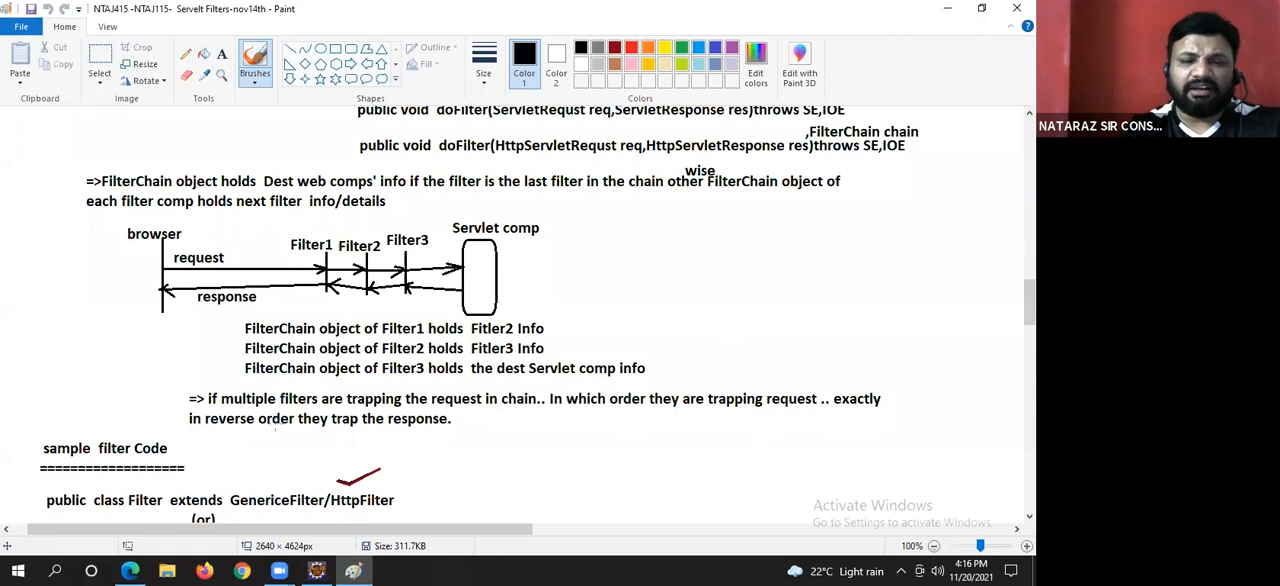 NTAJ415 -NTAJ115- Servelt Filters-nov14th - Paint
File Home View
Paste Cut Copy Clipboard
Select Crop Resize Rotate Image
Tools
Brushes
Shapes Outline Fill
Size
Color 1 Color 2 Edit colors Colors
Edit with Paint 3D
NATARAZ SIR CONS...
public void doFilter(ServletRequst req,ServletResponse res)throws SE,IOE
,FilterChain chain
public void doFilter(HttpServletRequst req,HttpServletResponse res)throws SE,IOE
wise
=>FilterChain object holds Dest web comps' info if the filter is the last filter in the chain other FilterChain object of
each filter comp holds next filter info/details
browser
Servlet comp
Filter1 Filter2 Filter3
request
response
FilterChain object of Filter1 holds Fitler2 Info
FilterChain object of Filter2 holds Fitler3 Info
FilterChain object of Filter3 holds the dest Servlet comp info
=> if multiple filters are trapping the request in chain.. In which order they are trapping request .. exactly
in reverse order they trap the response.
sample filter Code
===================
public class Filter extends GenericeFilter/HttpFilter
(or)
Activate Windows
Go to Settings to activate Windows.
2640 × 4624px
Size: 311.7KB
100%
22°C Light rain
4:16 PM
11/20/2021